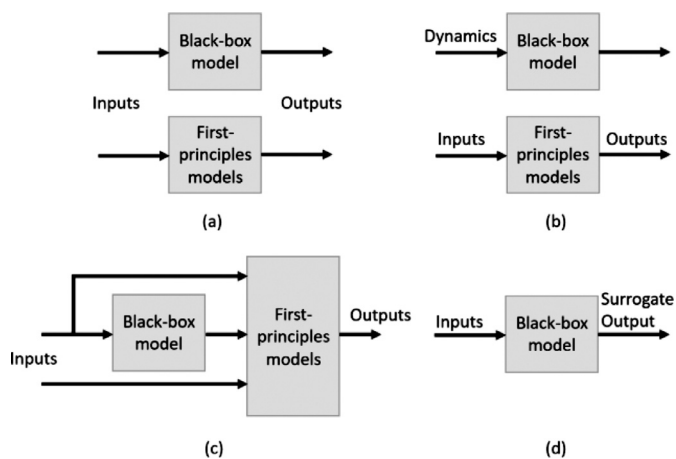 Black-box
model
Inputs
Outputs
First-
principles
models
(a)
Dynamics
Black-box
model
Inputs
First-
principles
models
Outputs
(b)
Inputs
Black-box
model
First-
principles
models
Outputs
(c)
Inputs
Black-box
model
Surrogate
Output
(d)